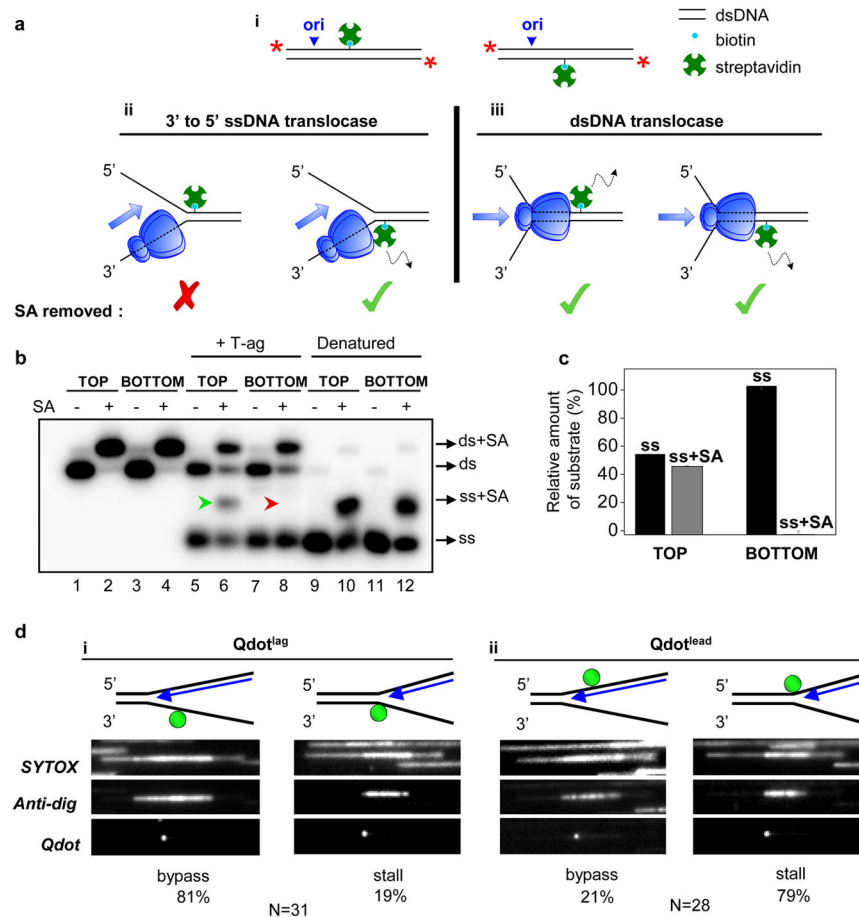 a
i
ori
ori
dsDNA
biotin
streptavidin
* *
* *
ii
3’ to 5’ ssDNA translocase
iii
dsDNA translocase
5’
5’
5’
5’
3’
3’
3’
3’
SA removed :
b
+ T-ag
Denatured
TOP BOTTOM TOP BOTTOM TOP BOTTOM
SA - + - + - + - + - + - +
ds+SA
ds
ss+SA
ss
1 2 3 4 5 6 7 8 9 10 11 12
c
Relative amount of substrate (%)
100
80
60
40
20
0
ss
ss+SA
ss
ss+SA
TOP BOTTOM
d
i
Qdotlag
ii
Qdotlead
5’
5’
5’
5’
3’
3’
3’
3’
SYTOX
Anti-dig
Qdot
bypass stall bypass stall
81% 19% 21% 79%
N=31 N=28